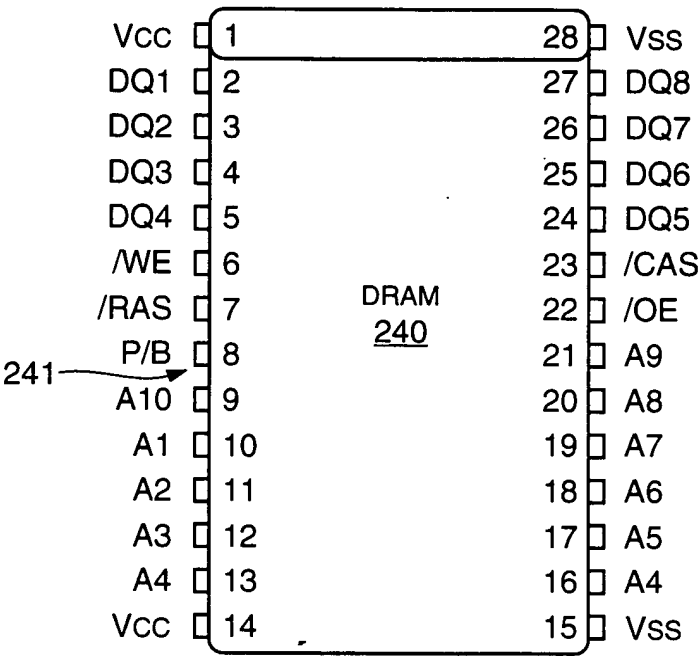 Vcc 1 28 Vss
DQ1 2 27 DQ8
DQ2 3 26 DQ7
DQ3 4 25 DQ6
DQ4 5 24 DQ5
/WE 6 23 /CAS
/RAS 7 DRAM 22 /OE
240
P/B 8 21 A9
241
A10 9 20 A8
A1 10 19 A7
A2 11 18 A6
A3 12 17 A5
A4 13 16 A4
Vcc 14 15 Vss